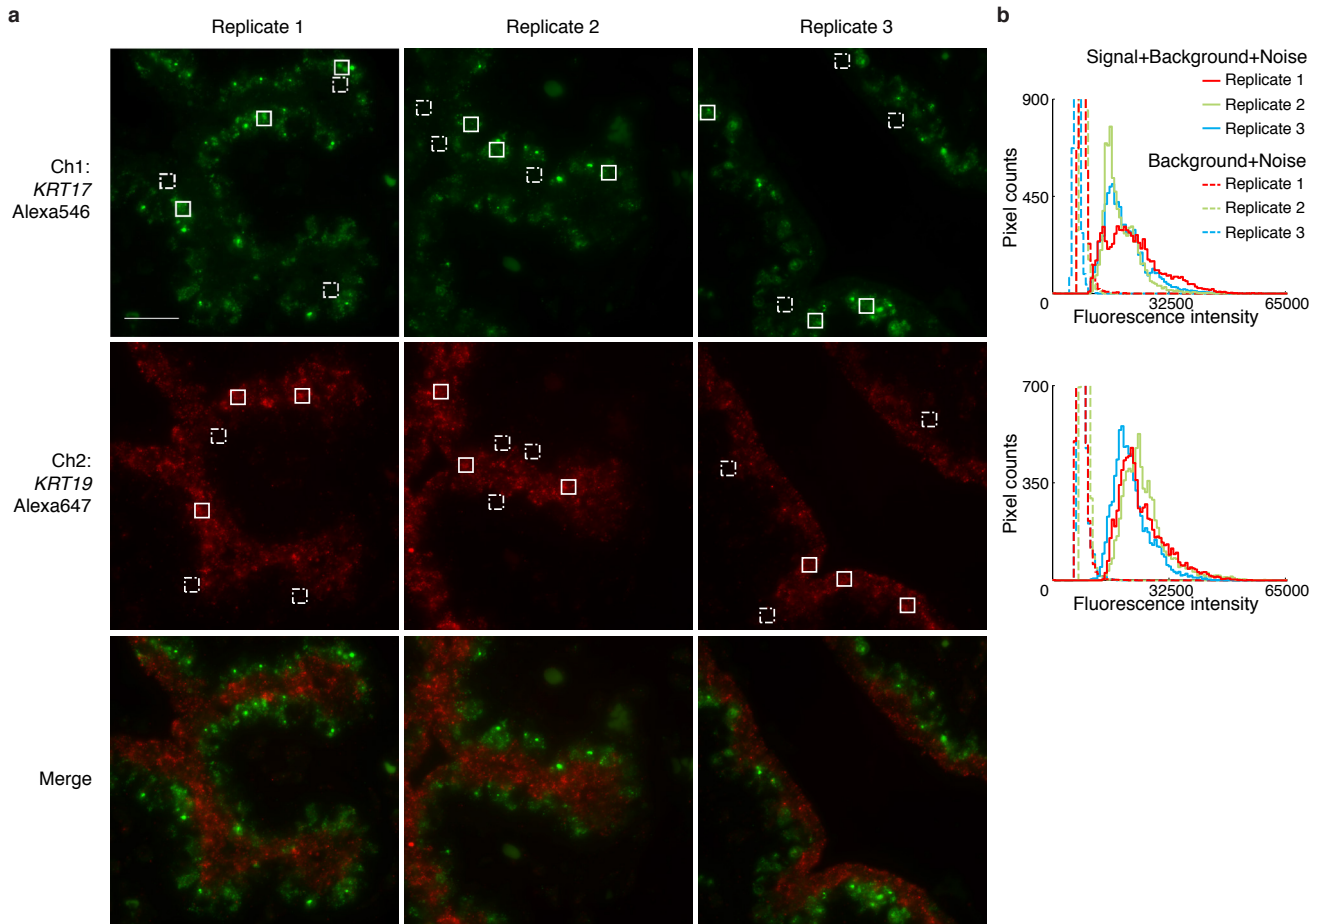 a
Replicate 1
Replicate 2
Replicate 3
b
Ch1:
KRT17
Alexa546
Ch2:
KRT19
Alexa647
Merge
Signal+Background+Noise
Replicate 1
Replicate 2
Replicate 3
Background+Noise
Replicate 1
Replicate 2
Replicate 3
Pixel counts
900
450
0
32500
65000
Fluorescence intensity
Pixel counts
700
350
0
32500
65000
Fluorescence intensity